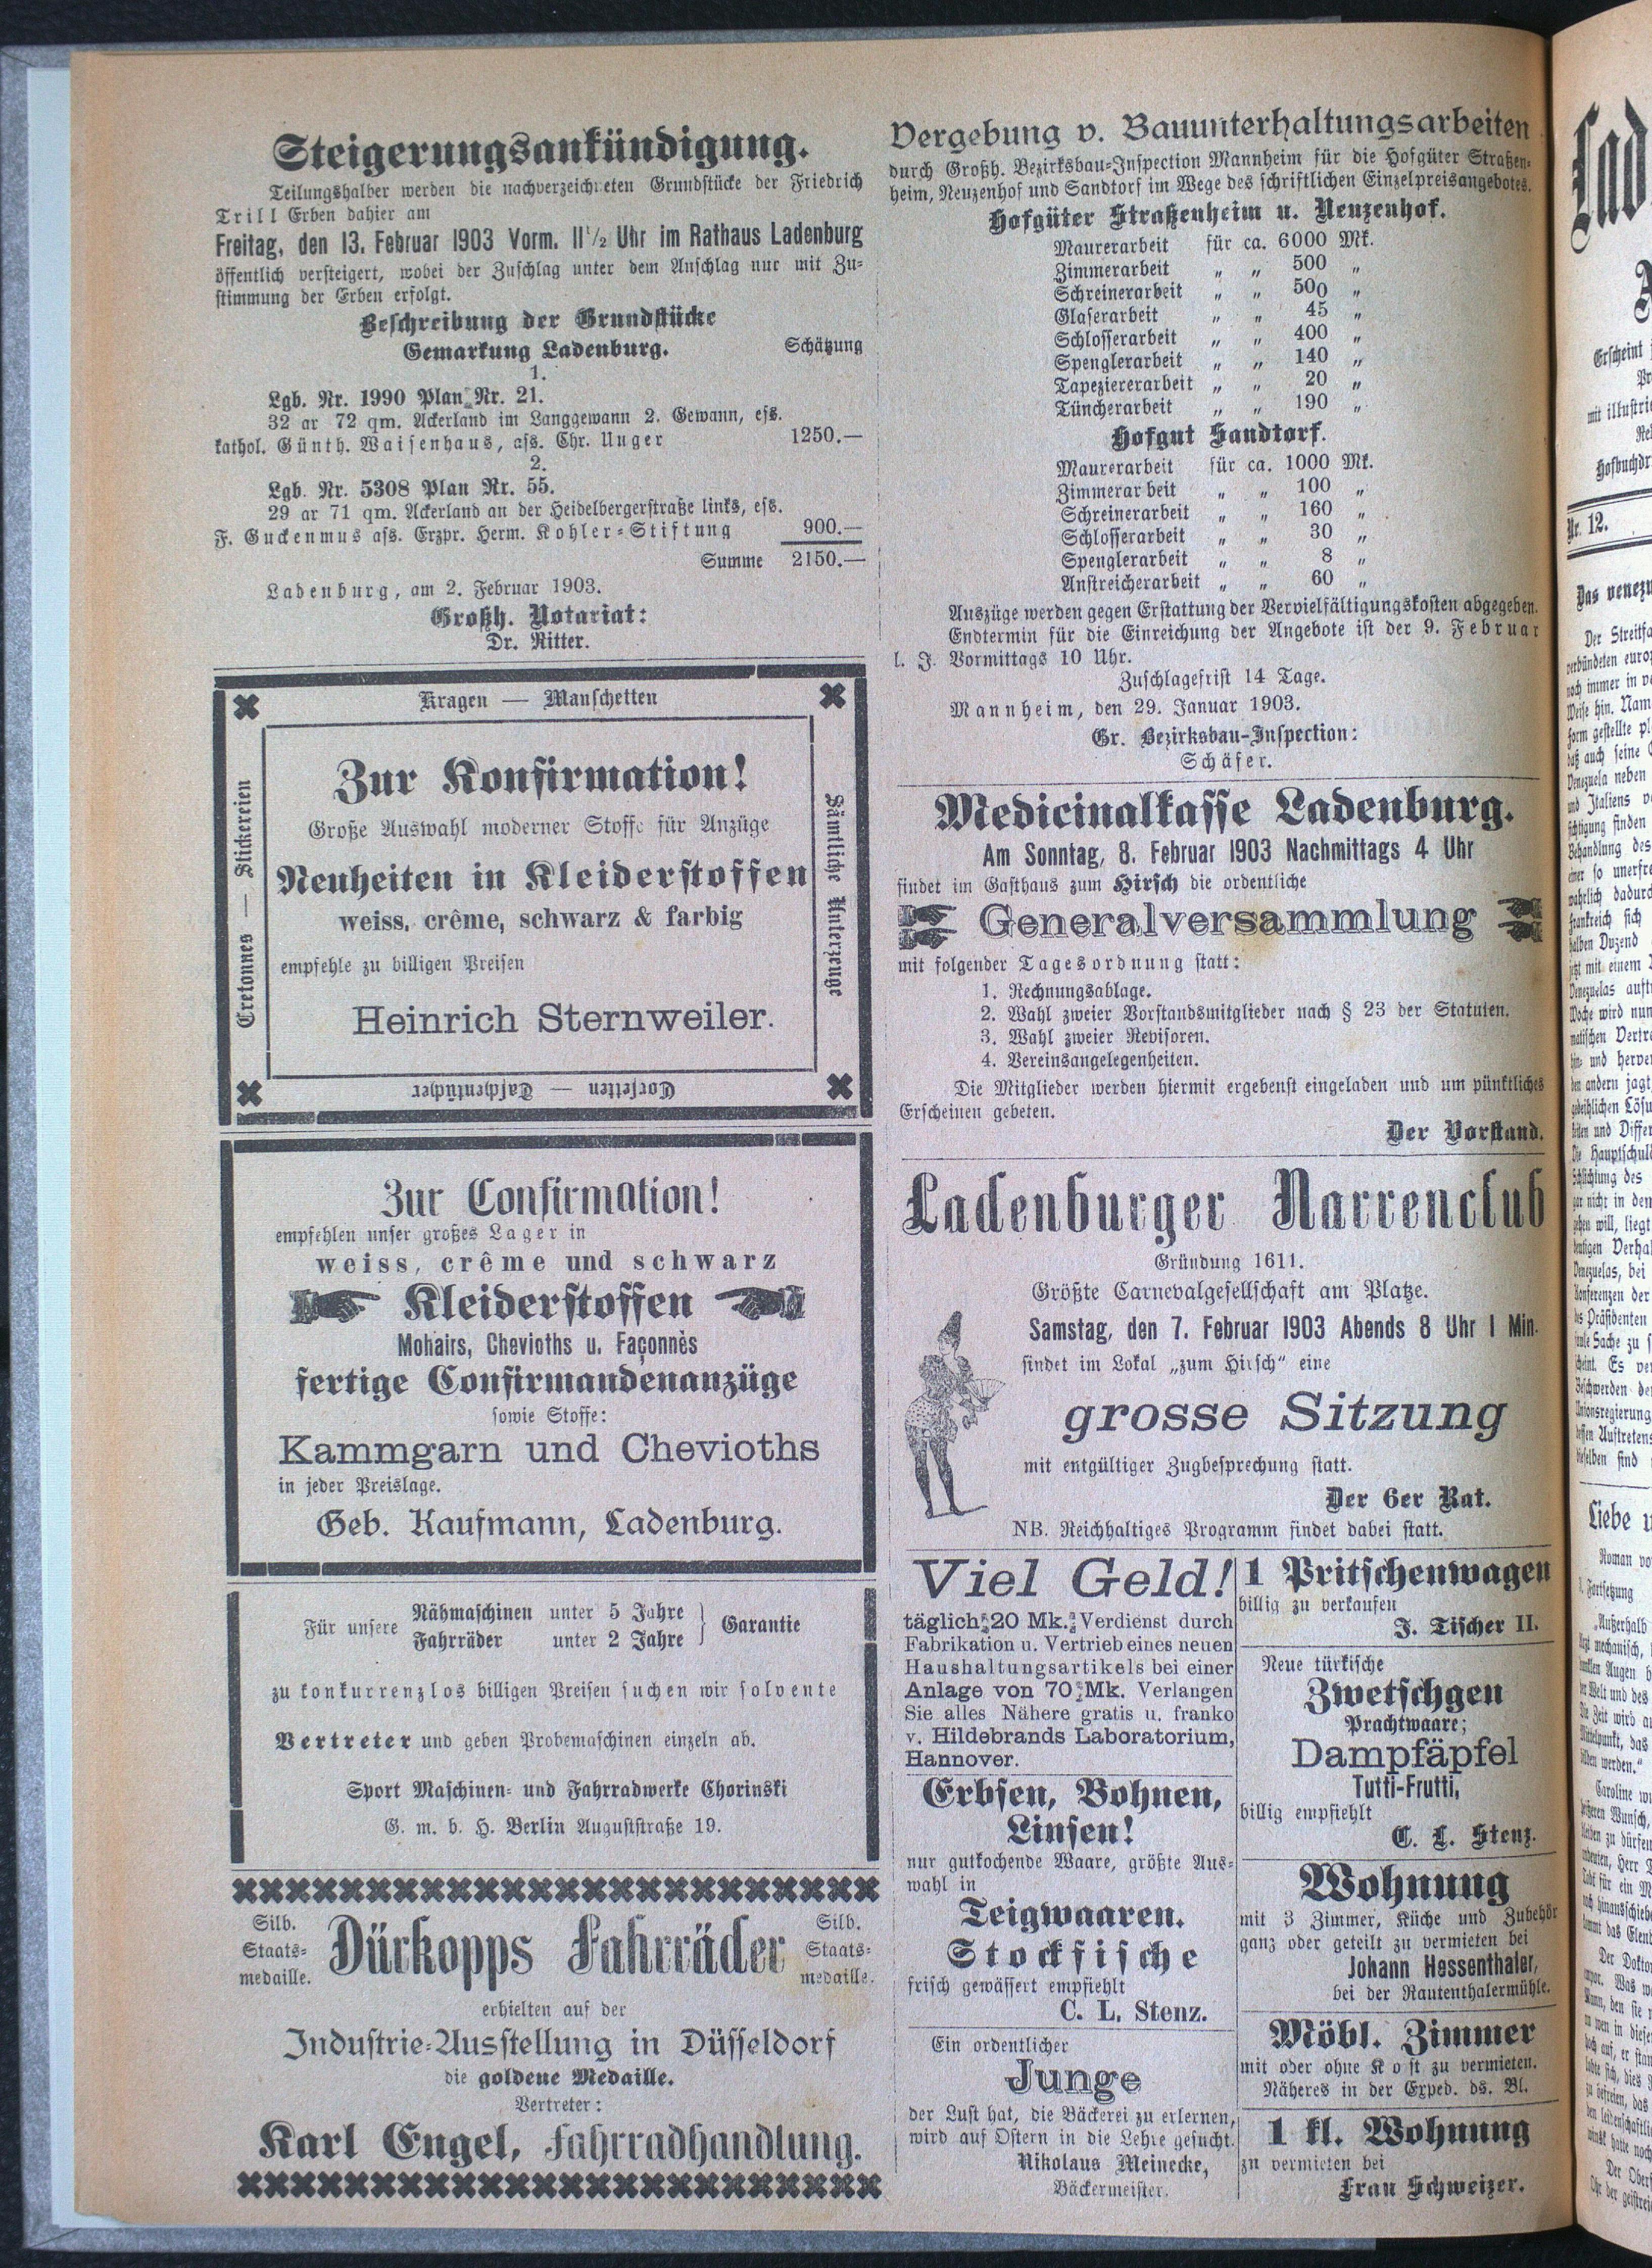 Steigerungsankündigung.
Teilungshalber werden die nachverzeichneten Grundstücke der Friedrich
Trill Erben dahier am
Freitag, den 13. Februar 1903 Vorm. 11 1/2 Uhr im Rathaus Ladenburg
öffentlich versteigert, wobei der Zuschlag unter dem Anschlag nur mit Zu-
stimmung der Erben erfolgt.
Beschreibung der Grundstücke
Gemarkung Ladenburg. Schätzung
1.
Lgb. Nr. 1990 Plan Nr. 21.
32 ar 72 qm. Ackerland im Langgewann 2. Gewann, ess.
kathol. Günth. Waisenhaus, ass. Chr. Unger 1250.—
2.
Lgb. Nr. 5308 Plan Nr. 55.
29 ar 71 qm. Ackerland an der Heidelbergerstraße links, ess.
F. Guckenmus ass. Erzpr. Herm. Kohler-Stiftung 900.—
Summe 2150.—
Ladenburg, am 2. Februar 1903.
Großh. Notariat:
Dr. Ritter.
Kragen — Manschetten
Cretonnes — Stickereien
Zur Konfirmation!
Große Auswahl moderner Stoffe für Anzüge
Neuheiten in Kleiderstoffen
weiss, crême, schwarz & farbig
empfehle zu billigen Preisen
Heinrich Sternweiler.
Sämtliche Unterzeuge
Corsetten — Taschentücher
Zur Confirmation!
empfehlen unser großes Lager in
weiss, crême und schwarz
Kleiderstoffen
Mohairs, Chevioths u. Façonnès
fertige Confirmandenanzüge
sowie Stoffe:
Kammgarn und Chevioths
in jeder Preislage.
Geb. Kaufmann, Ladenburg.
Für unsere Nähmaschinen unter 5 Jahre Garantie
Fahrräder unter 2 Jahre
zu konkurrenzlos billigen Preisen suchen wir solvente
Vertreter und geben Probemaschinen einzeln ab.
Sport Maschinen- und Fahrradwerke Chorinski
G. m. b. H. Berlin Auguststraße 19.
Silb.
Staats-
medaille.
Dürkopps Fahrräder
Silb.
Staats-
medaille.
erhielten auf der
Industrie-Ausstellung in Düsseldorf
die goldene Medaille.
Vertreter:
Karl Engel, Fahrradhandlung.
Vergebung v. Bauunterhaltungsarbeiten
durch Großh. Bezirksbau-Inspection Mannheim für die Hofgüter Straßen-
heim, Neuzenhof und Sandtorf im Wege des schriftlichen Einzelpreisangebotes.
Hofgüter Straßenheim u. Neuzenhof.
Maurerarbeit für ca. 6000 Mk.
Zimmerarbeit „ „ 500 „
Schreinerarbeit „ „ 500 „
Glaserarbeit „ „ 45 „
Schlosserarbeit „ „ 400 „
Spenglerarbeit „ „ 140 „
Tapeziererarbeit „ „ 20 „
Tüncherarbeit „ „ 190 „
Hofgut Sandtorf.
Maurerarbeit für ca. 1000 Mk.
Zimmerarbeit „ „ 100 „
Schreinerarbeit „ „ 160 „
Schlosserarbeit „ „ 30 „
Spenglerarbeit „ „ 8 „
Anstreicherarbeit „ „ 60 „
Auszüge werden gegen Erstattung der Vervielfältigungskosten abgegeben.
Endtermin für die Einreichung der Angebote ist der 9. Februar
l. J. Vormittags 10 Uhr.
Zuschlagsfrist 14 Tage.
Mannheim, den 29. Januar 1903.
Gr. Bezirksbau-Inspection:
Schäfer.
Medicinalkasse Ladenburg.
Am Sonntag, 8. Februar 1903 Nachmittags 4 Uhr
findet im Gasthaus zum Hirsch die ordentliche
Generalversammlung
mit folgender Tagesordnung statt:
1. Rechnungsablage.
2. Wahl zweier Vorstandsmitglieder nach § 23 der Statuten.
3. Wahl zweier Revisoren.
4. Vereinsangelegenheiten.
Die Mitglieder werden hiermit ergebenst eingeladen und um pünktliches
Erscheinen gebeten.
Der Vorstand.
Ladenburger Narrenclub
Gründung 1611.
Größte Carnevalgesellschaft am Platze.
Samstag, den 7. Februar 1903 Abends 8 Uhr 1 Min.
findet im Lokal „zum Hirsch“ eine
grosse Sitzung
mit entgültiger Zugbesprechung statt.
Der 6er Rat.
NB. Reichhaltiges Programm findet dabei statt.
Viel Geld!
täglich 20 Mk. Verdienst durch
Fabrikation u. Vertrieb eines neuen
Haushaltungsartikels bei einer
Anlage von 70 Mk. Verlangen
Sie alles Nähere gratis u. franko
v. Hildebrands Laboratorium,
Hannover.
Erbsen, Bohnen,
Linsen!
nur gutkochende Waare, größte Aus-
wahl in
Teigwaaren.
Stockfische
frisch gewässert empfiehlt
C. L. Stenz.
Ein ordentlicher
Junge
der Lust hat, die Bäckerei zu erlernen,
wird auf Ostern in die Lehre gesucht.
Nikolaus Meinecke,
Bäckermeister.
1 Pritschenwagen
billig zu verkaufen
J. Tischer II.
Neue türkische
Zwetschgen
Prachtwaare;
Dampfäpfel
Tutti-Frutti,
billig empfiehlt
C. L. Stenz.
Wohnung
mit 3 Zimmer, Küche und Zubehör
ganz oder geteilt zu vermieten bei
Johann Hessenthaler,
bei der Rautenthalermühle.
Möbl. Zimmer
mit oder ohne Kost zu vermieten.
Näheres in der Exped. ds. Bl.
1 kl. Wohnung
zu vermieten bei
Frau Schweizer.
Nr. 12.